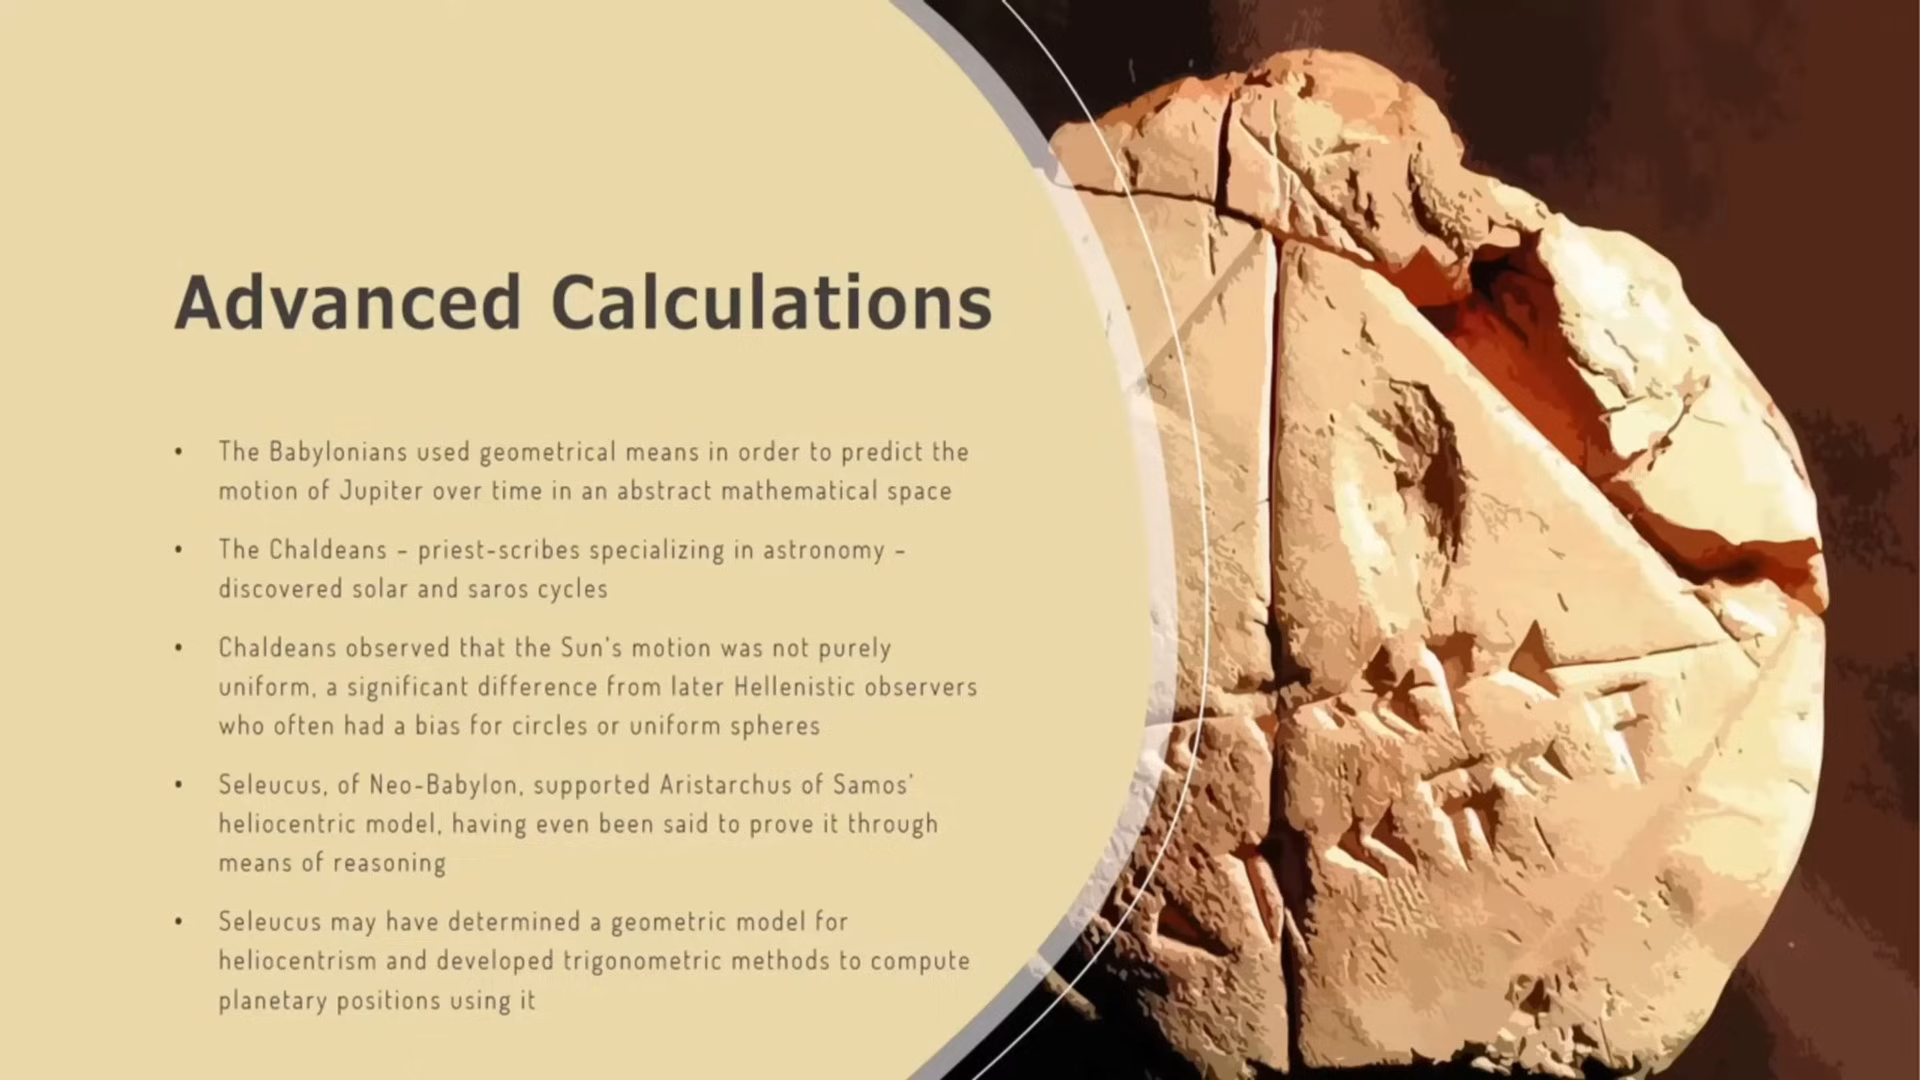 Advanced Calculations
• The Babylonians used geometrical means in order to predict the
motion of Jupiter over time in an abstract mathematical space
• The Chaldeans – priest-scribes specializing in astronomy –
discovered solar and saros cycles
• Chaldeans observed that the Sun's motion was not purely
uniform, a significant difference from later Hellenistic observers
who often had a bias for circles or uniform spheres
• Seleucus, of Neo-Babylon, supported Aristarchus of Samos'
heliocentric model, having even been said to prove it through
means of reasoning
• Seleucus may have determined a geometric model for
heliocentrism and developed trigonometric methods to compute
planetary positions using it